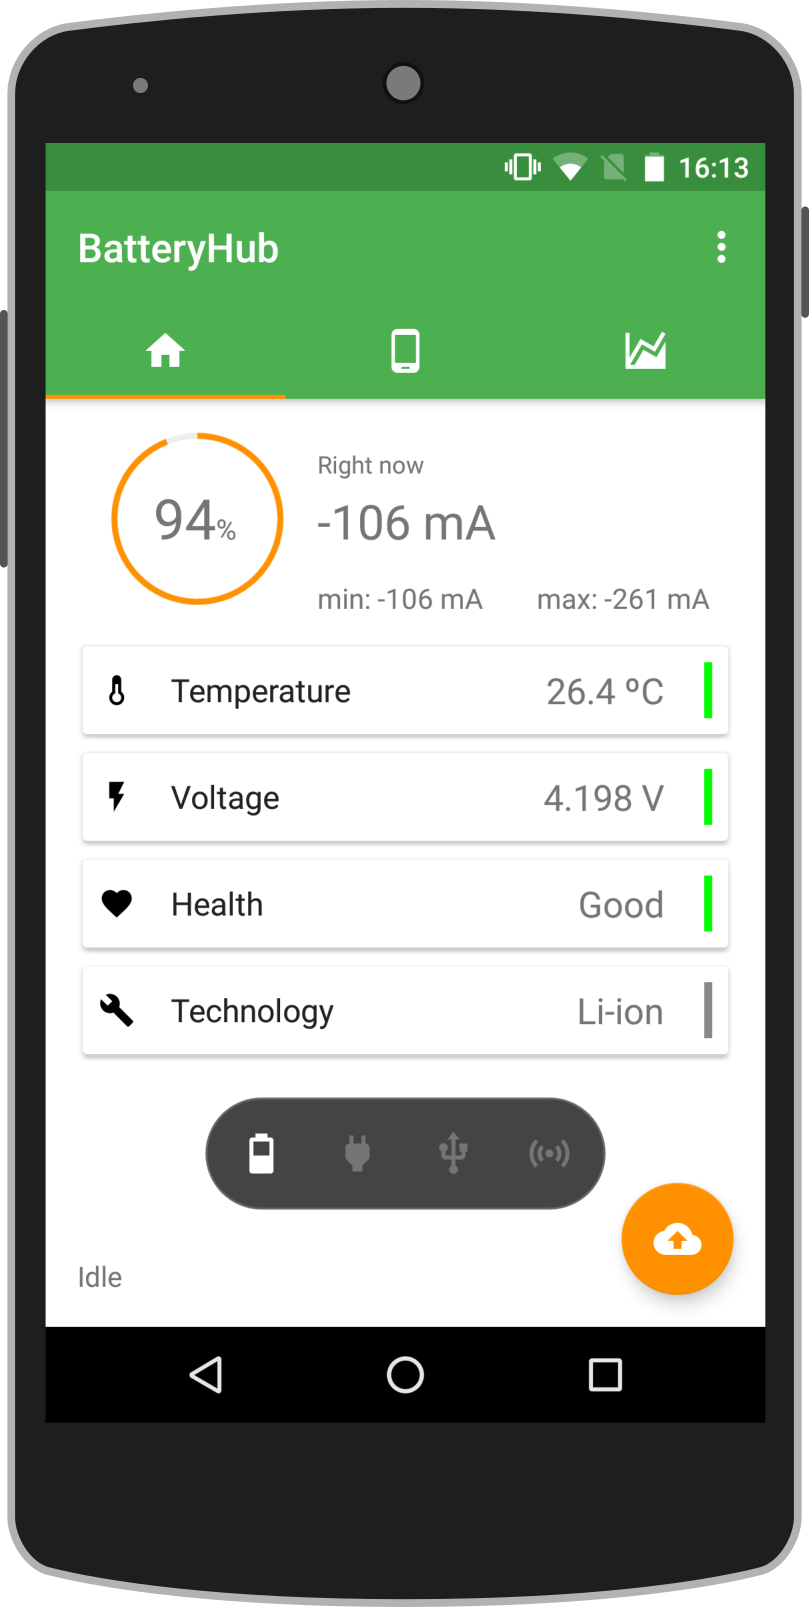 16:13
BatteryHub
94%
Right now
-106 mA
min: -106 mA max: -261 mA
Temperature 26.4 ºC
Voltage 4.198 V
Health Good
Technology Li-ion
Idle